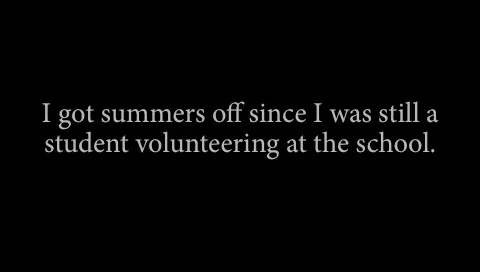 I got summers off since I was still a
student volunteering at the school.